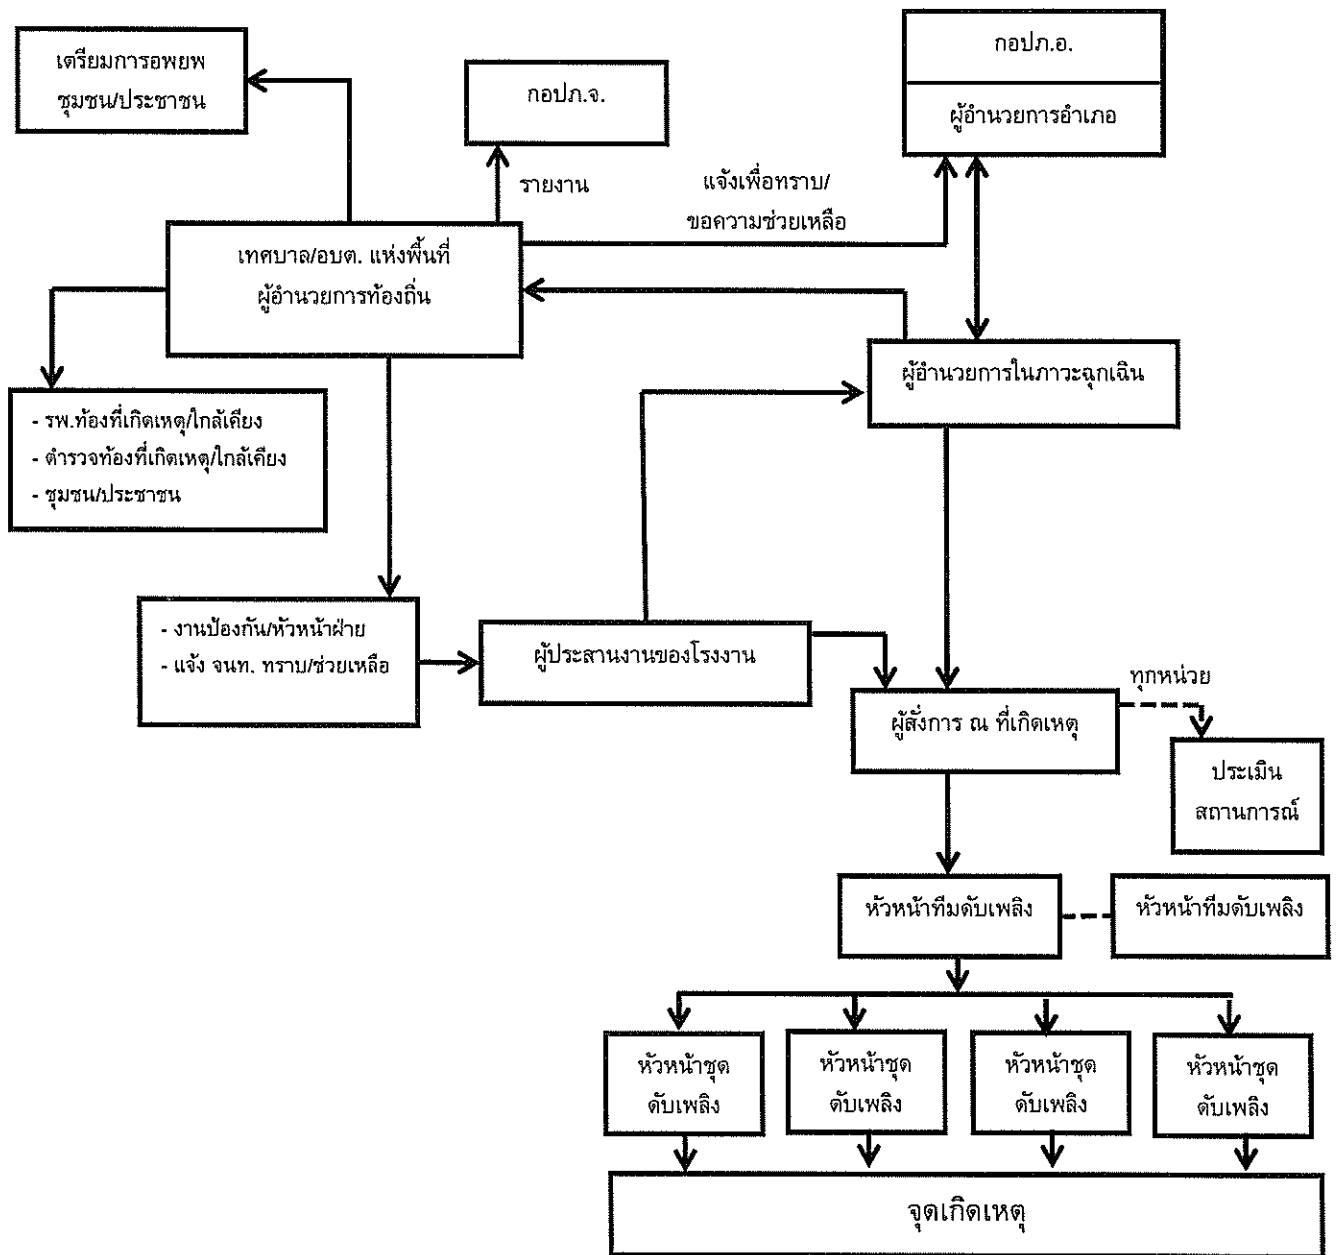 เตรียมการอพยพ
ชุมชน/ประชาชน
กอปภ.จ.
กอปภ.อ.
ผู้อำนวยการอำเภอ
รายงาน
แจ้งเพื่อทราบ/
ขอความช่วยเหลือ
เทศบาล/อบต. แห่งพื้นที่
ผู้อำนวยการท้องถิ่น
ผู้อำนวยการในภาวะฉุกเฉิน
- รพ.ท้องที่เกิดเหตุ/ใกล้เคียง
- ตำรวจท้องที่เกิดเหตุ/ใกล้เคียง
- ชุมชน/ประชาชน
- งานป้องกัน/หัวหน้าฝ่าย
- แจ้ง จนท. ทราบ/ช่วยเหลือ
ผู้ประสานงานของโรงงาน
ผู้สั่งการ ณ ที่เกิดเหตุ
ทุกหน่วย
ประเมิน
สถานการณ์
หัวหน้าทีมดับเพลิง
หัวหน้าทีมดับเพลิง
หัวหน้าชุด
ดับเพลิง
หัวหน้าชุด
ดับเพลิง
หัวหน้าชุด
ดับเพลิง
หัวหน้าชุด
ดับเพลิง
จุดเกิดเหตุ